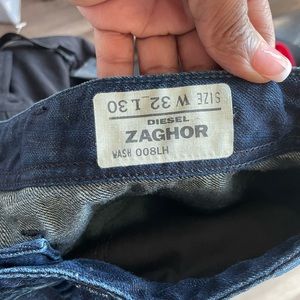 SIZE W 32 L 30
DIESEL
ZAGHOR
WASH 008LH